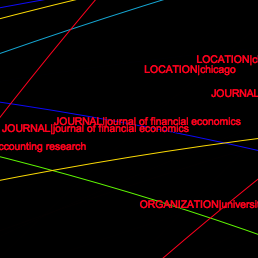 LOCATION|c
LOCATION|chicago
JOURNAL
JOURNAL|journal of financial economics
JOURNAL|journal of financial economics
ccounting research
ORGANIZATION|universi